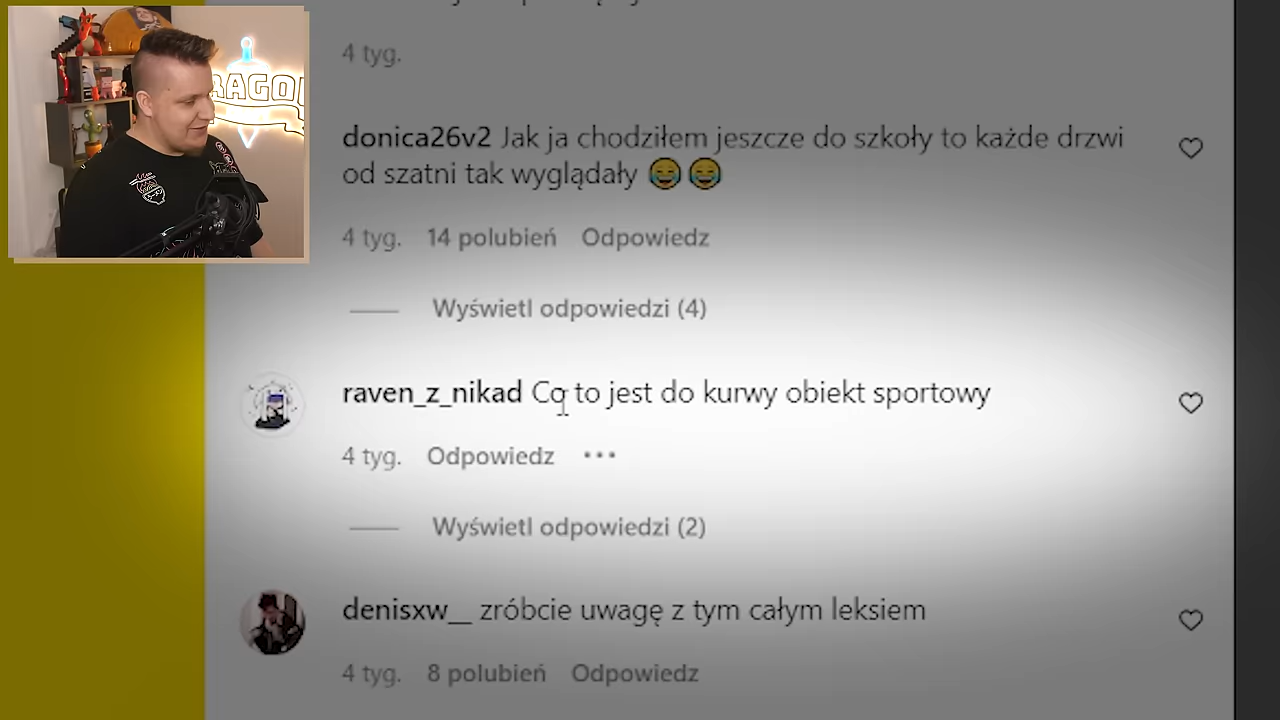 RAGO
4 tyg.
donica26v2 Jak ja chodziłem jeszcze do szkoły to każde drzwi
od szatni tak wyglądały 😂😂
4 tyg. 14 polubień Odpowiedz
Wyświetl odpowiedzi (4)
raven_z_nikad Co to jest do kurwy obiekt sportowy
4 tyg. Odpowiedz •••
Wyświetl odpowiedzi (2)
denisxw__ zróbcie uwagę z tym całym leksiem
4 tyg. 8 polubień Odpowiedz